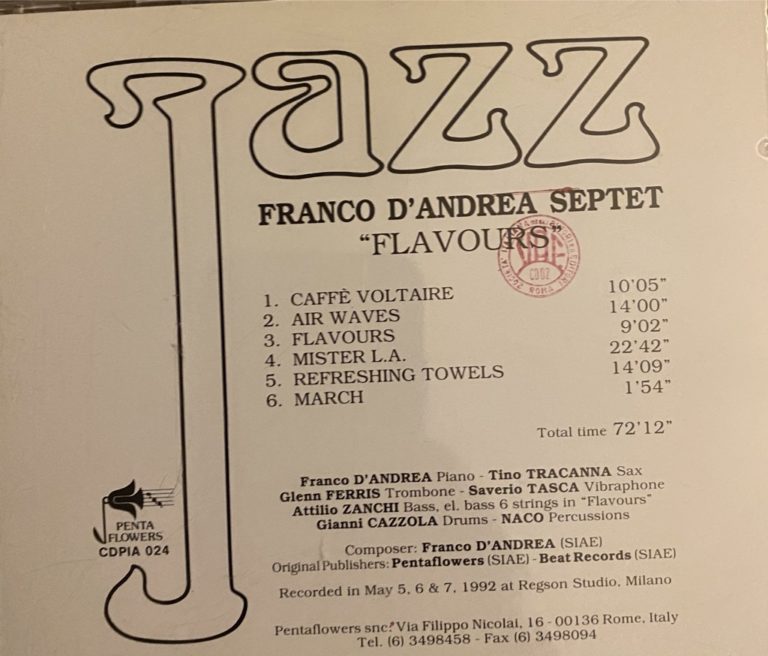 Jazz
FRANCO D'ANDREA SEPTET
"FLAVOURS"
1. CAFFÈ VOLTAIRE 10'05"
2. AIR WAVES 14'00"
3. FLAVOURS 9'02"
4. MISTER L.A. 22'42"
5. REFRESHING TOWELS 14'09"
6. MARCH 1'54"
Total time 72'12"
Franco D'ANDREA Piano - Tino TRACANNA Sax
Glenn FERRIS Trombone - Saverio TASCA Vibraphone
Attilio ZANCHI Bass, el. bass 6 strings in "Flavours"
Gianni CAZZOLA Drums - NACO Percussions
Composer: Franco D'ANDREA (SIAE)
Original Publishers: Pentaflowers (SIAE) - Beat Records (SIAE)
Recorded in May 5, 6 & 7, 1992 at Regson Studio, Milano
Pentaflowers snc. Via Filippo Nicolai, 16 - 00136 Rome, Italy
Tel. (6) 3498458 - Fax (6) 3498094
PENTA
FLOWERS
CDPIA 024
ROMA